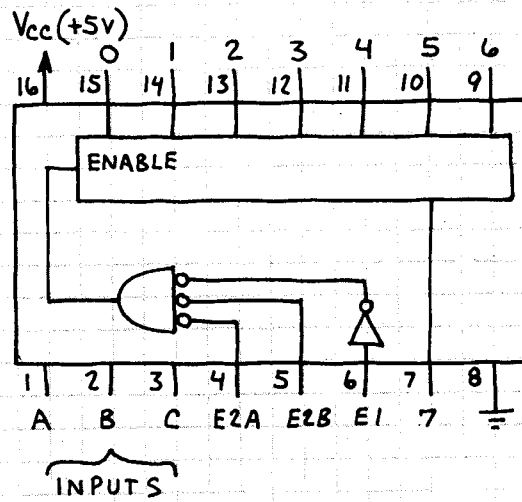 Vcc (+5V)
0 1 2 3 4 5 6
16 15 14 13 12 11 10 9
ENABLE
1 2 3 4 5 6 7 8
A B C E2A E2B E1 7
INPUTS